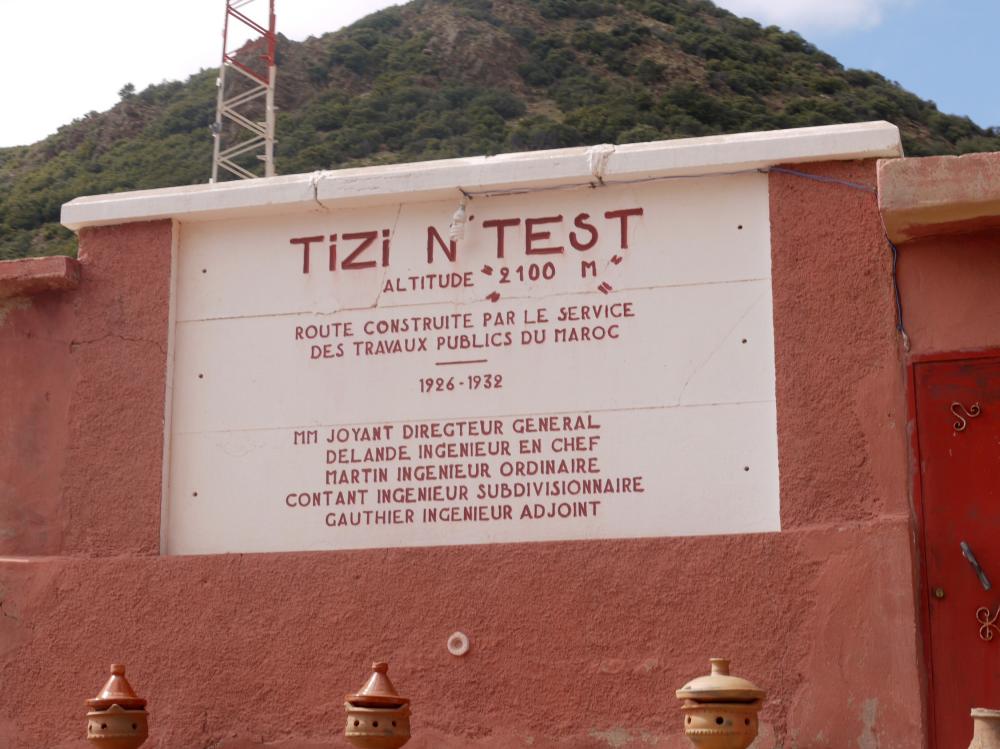 TiZi N TEST
ALTITUDE "2100 M"
ROUTE CONSTRUITE PAR LE SERVICE
DES TRAVAUX PUBLICS DU MAROC
1926-1932
MM JOYANT DIREGTEUR GENERAL
DELANDE INGENIEUR EN CHEF
MARTIN INGENIEUR ORDINAIRE
CONTANT INGENIEUR SUBDIVISIONNAIRE
GAUTHIER INGENIEUR ADJOINT